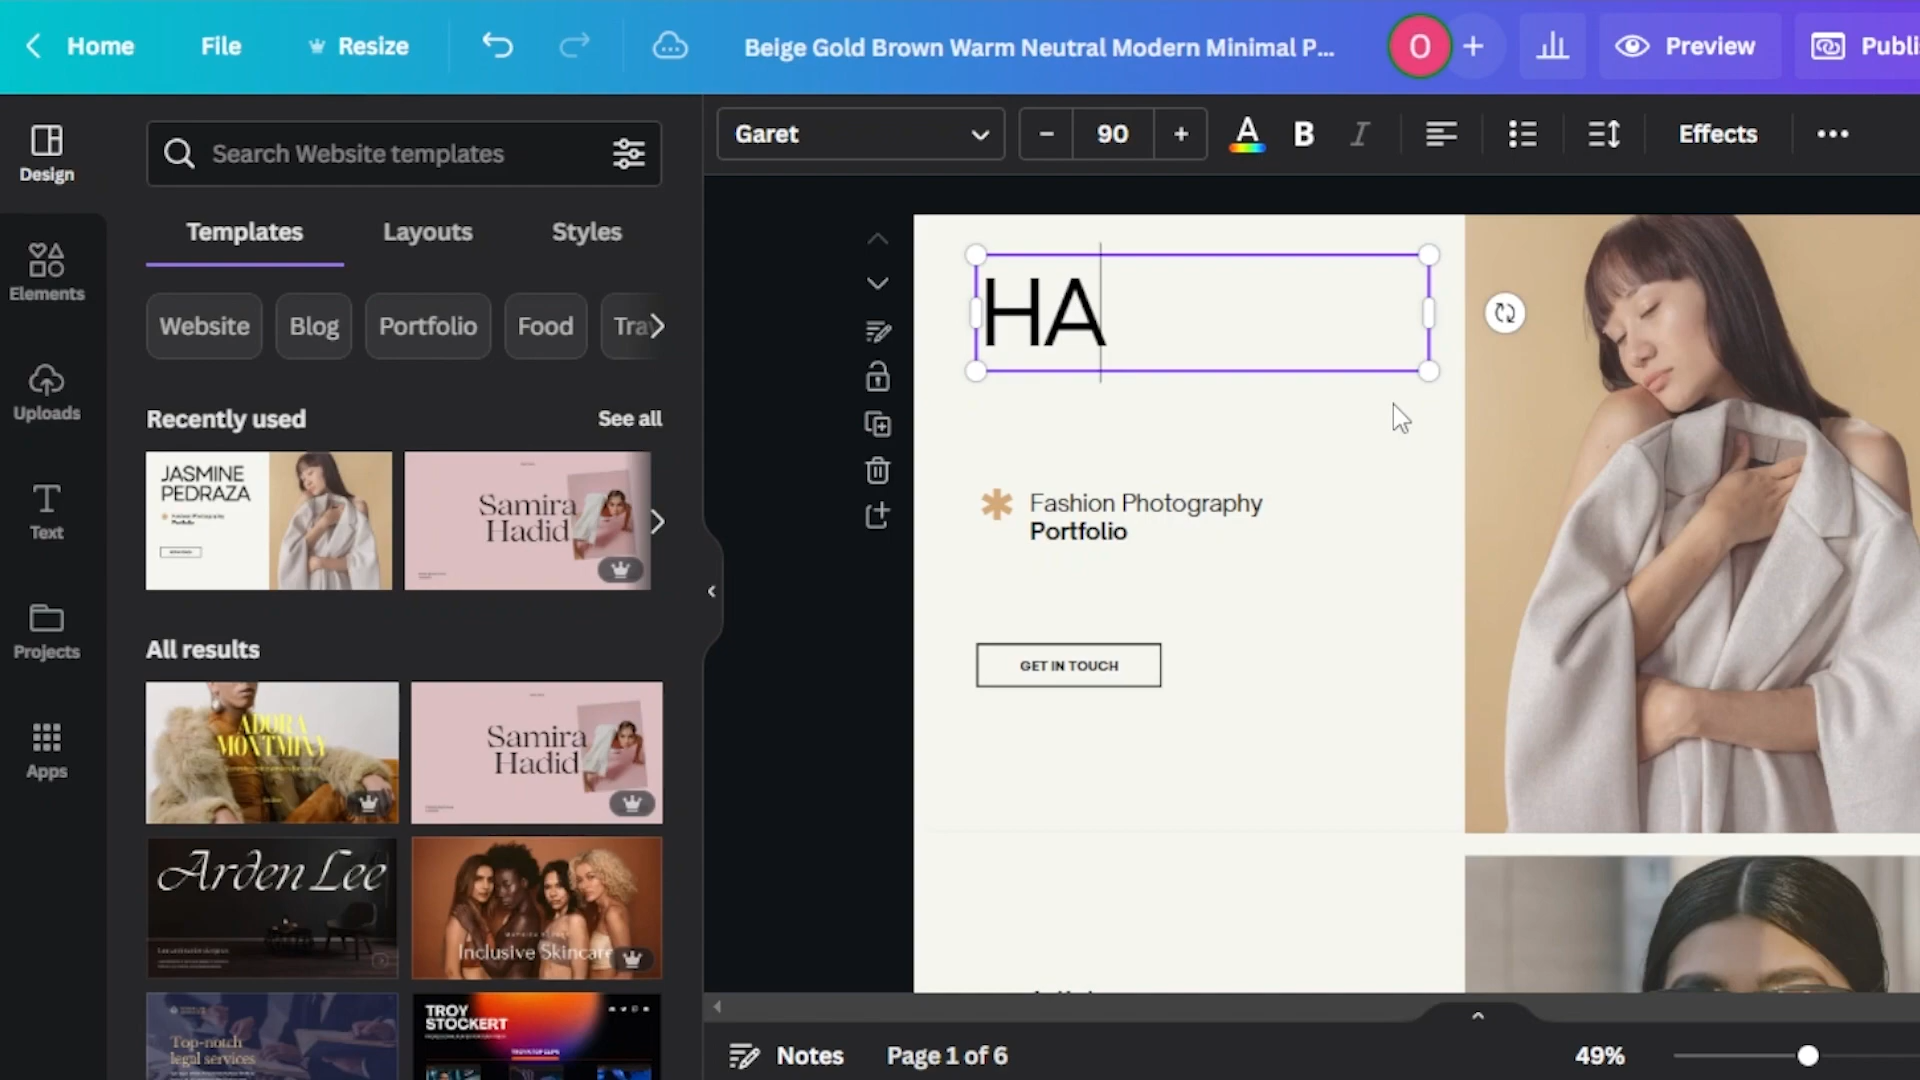 Home
File
Resize
Beige Gold Brown Warm Neutral Modern Minimal P...
O
Preview
Publi
Design
Search Website templates
Garet
90
A
B
I
Effects
Templates
Layouts
Styles
Elements
Website
Blog
Portfolio
Food
Tra
HA
Uploads
Recently used
See all
JASMINE
PEDRAZA
Fashion Photography
Portfolio
Samira
Hadid
Fashion Photography
Portfolio
Text
Projects
All results
GET IN TOUCH
ADORA
MONTMINY
Samira
Hadid
Apps
Arden Lee
Inclusive Skincare
Top-notch
legal services
TROY
STOCKERT
Notes
Page 1 of 6
49%